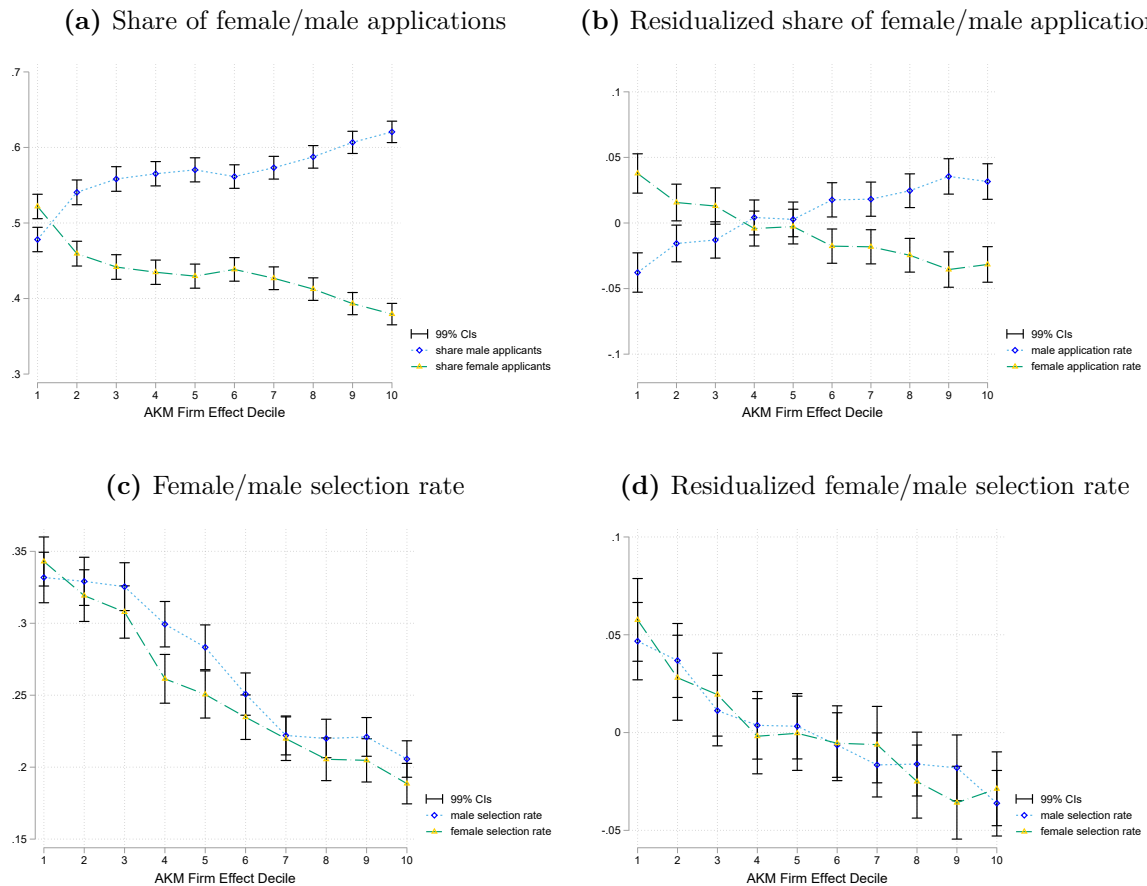 (a) Share of female/male applications
.7
.6
.5
.4
.3
1 2 3 4 5 6 7 8 9 10
AKM Firm Effect Decile
99% CIs
share male applicants
share female applicants
(b) Residualized share of female/male application
.1
.05
0
-.05
-.1
1 2 3 4 5 6 7 8 9 10
AKM Firm Effect Decile
99% CIs
male application rate
female application rate
(c) Female/male selection rate
.35
.3
.25
.2
.15
1 2 3 4 5 6 7 8 9 10
AKM Firm Effect Decile
99% CIs
male selection rate
female selection rate
(d) Residualized female/male selection rate
.1
.05
0
-.05
1 2 3 4 5 6 7 8 9 10
AKM Firm Effect Decile
99% CIs
male selection rate
female selection rate